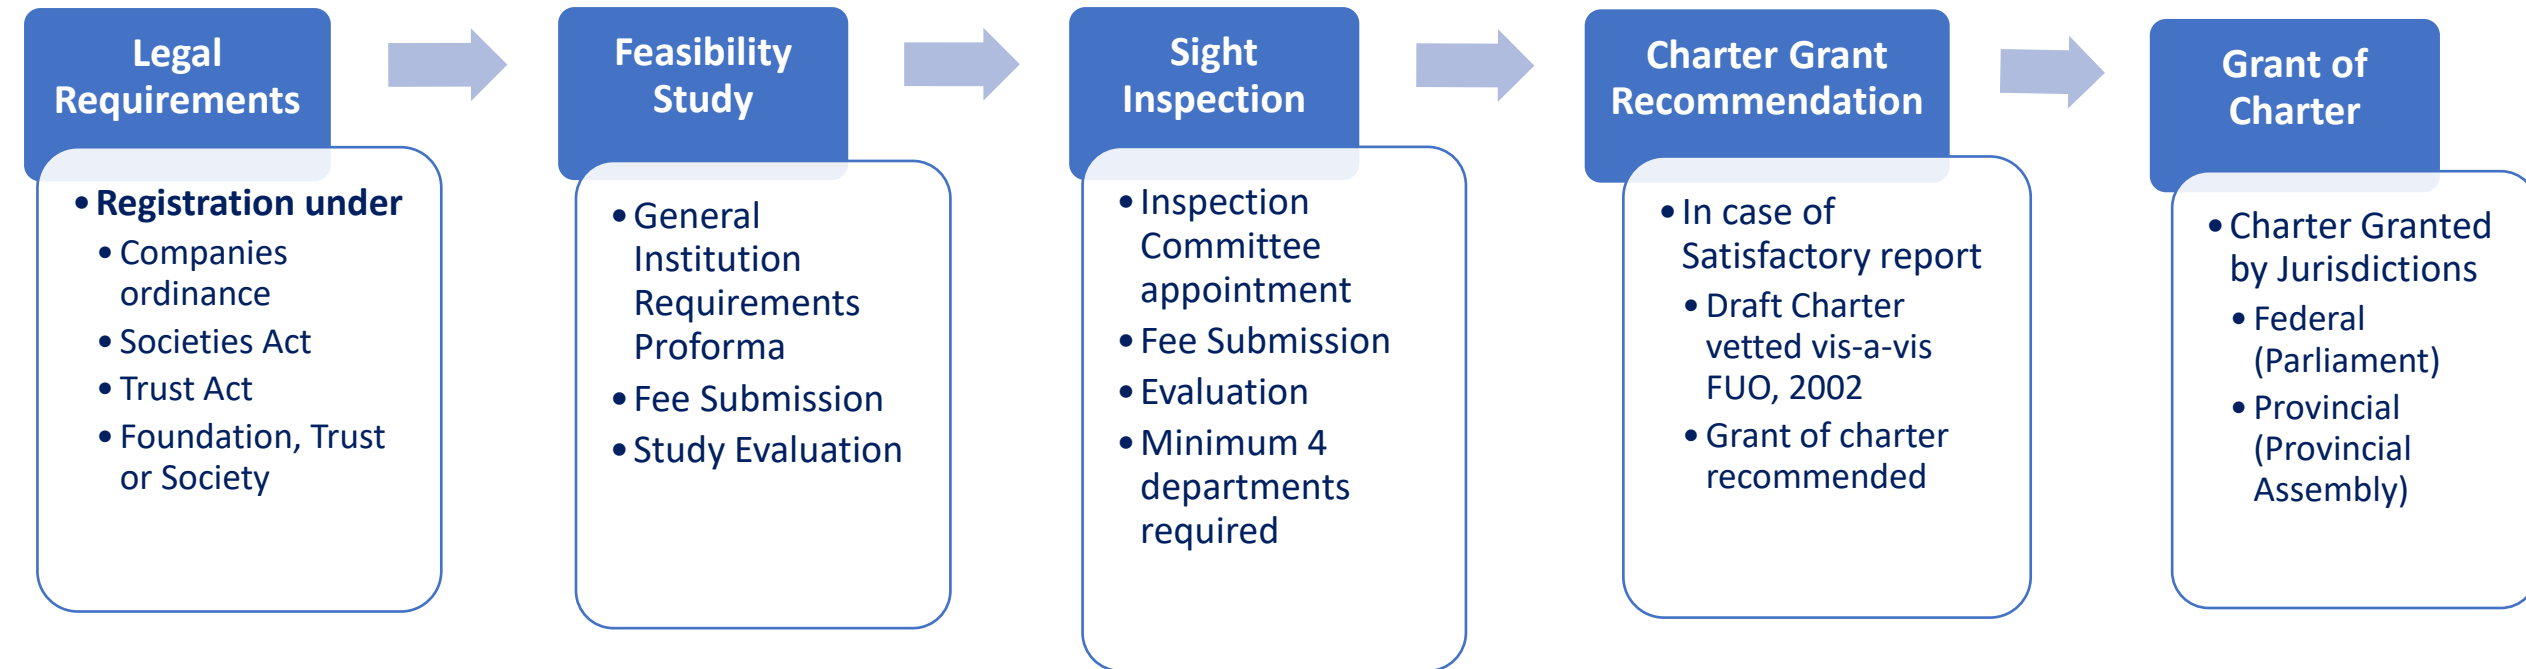 Legal
Requirements
• Registration under
• Companies
ordinance
• Societies Act
• Trust Act
• Foundation, Trust
or Society
Feasibility
Study
• General
Institution
Requirements
Proforma
• Fee Submission
• Study Evaluation
Sight
Inspection
• Inspection
Committee
appointment
• Fee Submission
• Evaluation
• Minimum 4
departments
required
Charter Grant
Recommendation
• In case of
Satisfactory report
• Draft Charter
vetted vis-a-vis
FUO, 2002
• Grant of charter
recommended
Grant of
Charter
• Charter Granted
by Jurisdictions
• Federal
(Parliament)
• Provincial
(Provincial
Assembly)